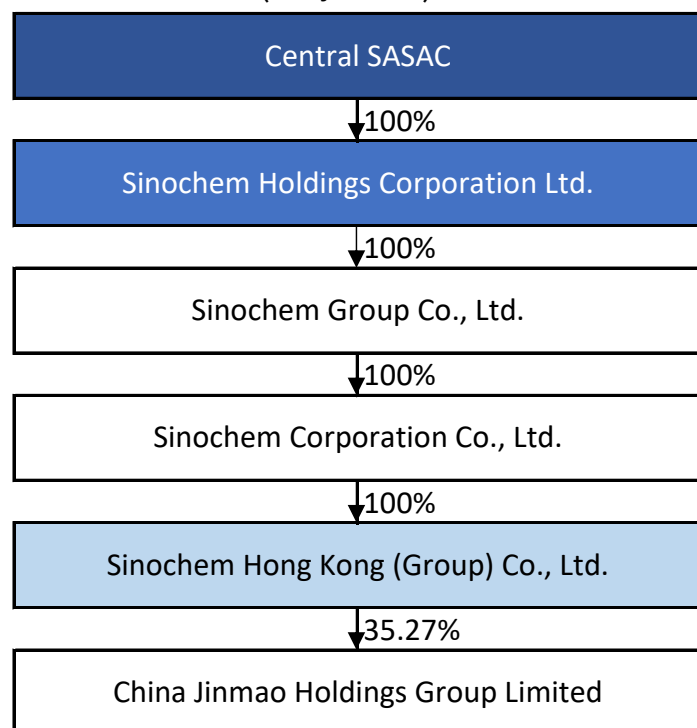 Central SASAC
100%
Sinochem Holdings Corporation Ltd.
100%
Sinochem Group Co., Ltd.
100%
Sinochem Corporation Co., Ltd.
100%
Sinochem Hong Kong (Group) Co., Ltd.
35.27%
China Jinmao Holdings Group Limited